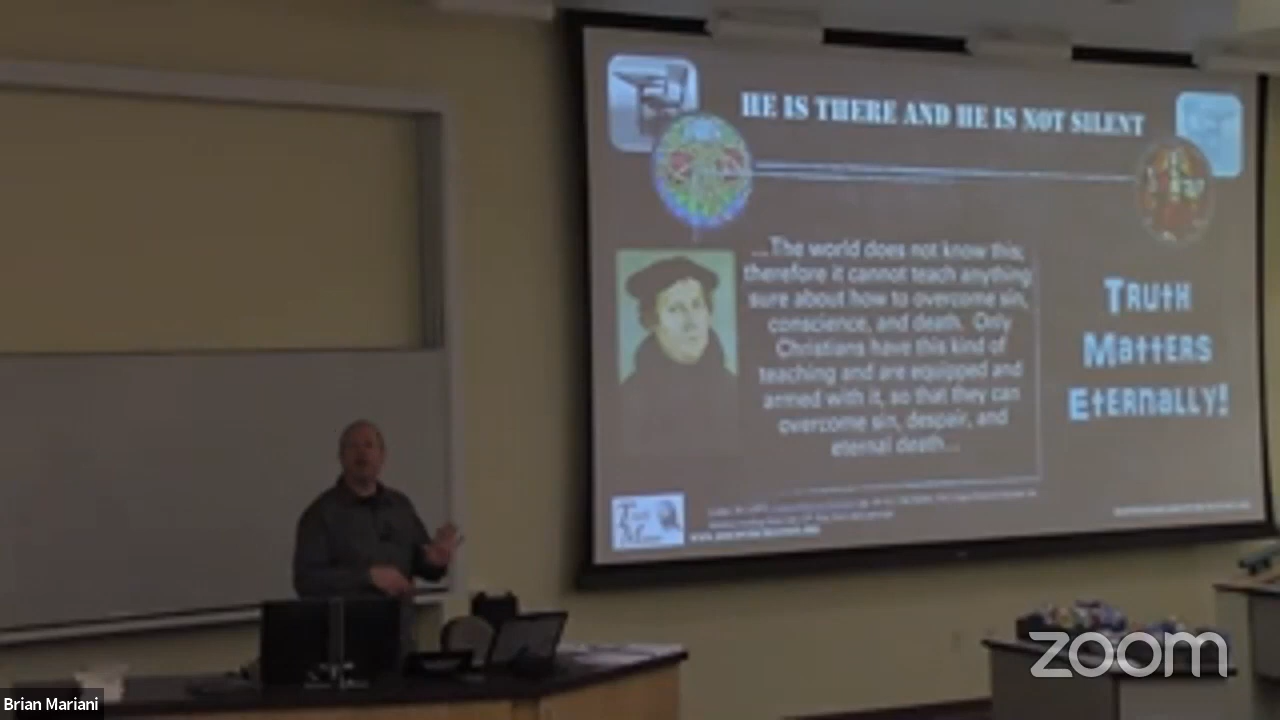 HE IS THERE AND HE IS NOT SILENT
...The world does not know this;
therefore it cannot teach anything
sure about how to overcome sin,
conscience, and death. Only
Christians have this kind of
teaching and are equipped and
armed with it, so that they can
overcome sin, despair, and
eternal death...
TRUTH
MATTERS
ETERNALLY!
zoom
Brian Mariani